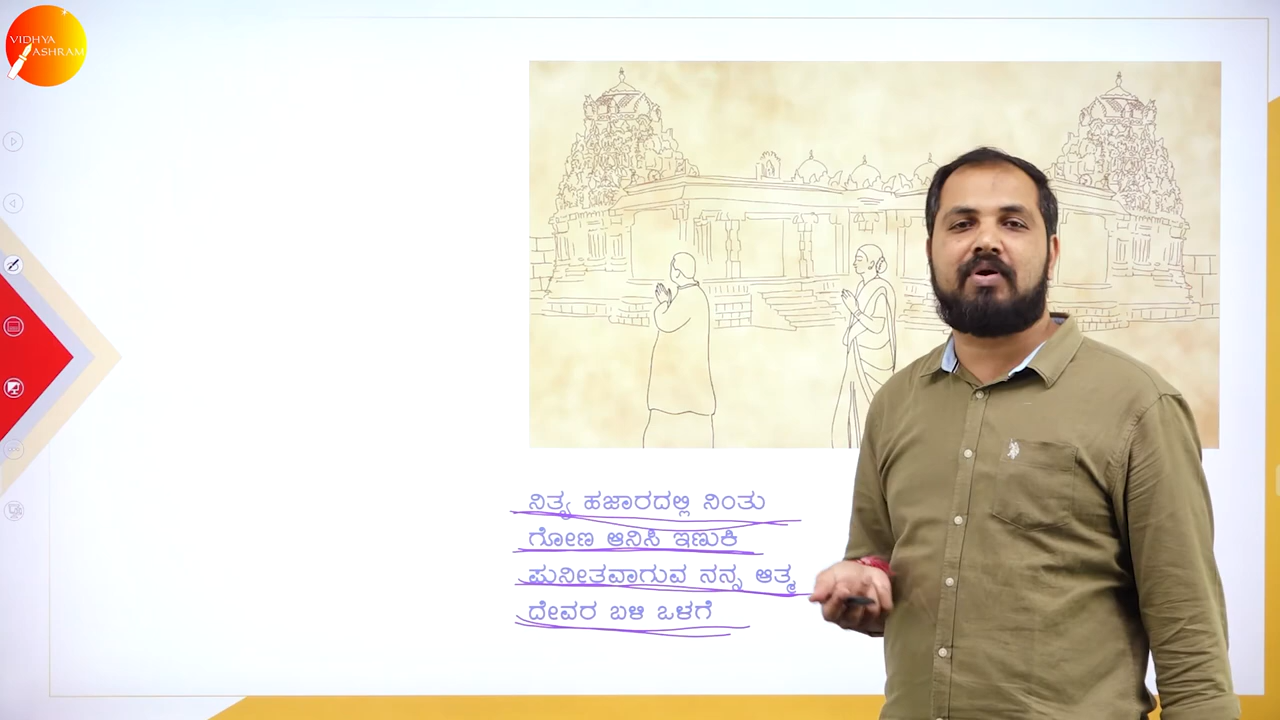 VIDHYA
ASHRAM
ನಿತ್ಯ ಹಜಾರದಲ್ಲಿ ನಿಂತು
ಗೋಣ ಆನಿಸಿ ಇಣುಕಿ
ಪುನೀತವಾಗುವ ನನ್ನ ಆತ್ಮ
ದೇವರ ಬಳಿ ಒಳಗೆ